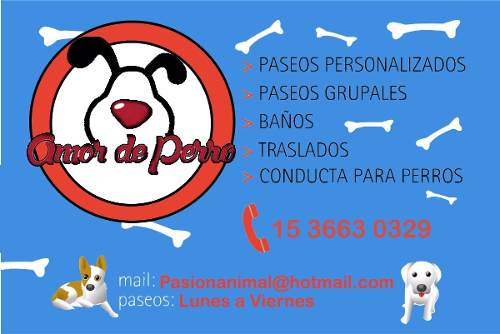 Amor de Perro
> PASEOS PERSONALIZADOS
> PASEOS GRUPALES
> BAÑOS
> TRASLADOS
> CONDUCTA PARA PERROS
15 3663 0329
mail: Pasionanimal@hotmail.com
paseos: Lunes a Viernes